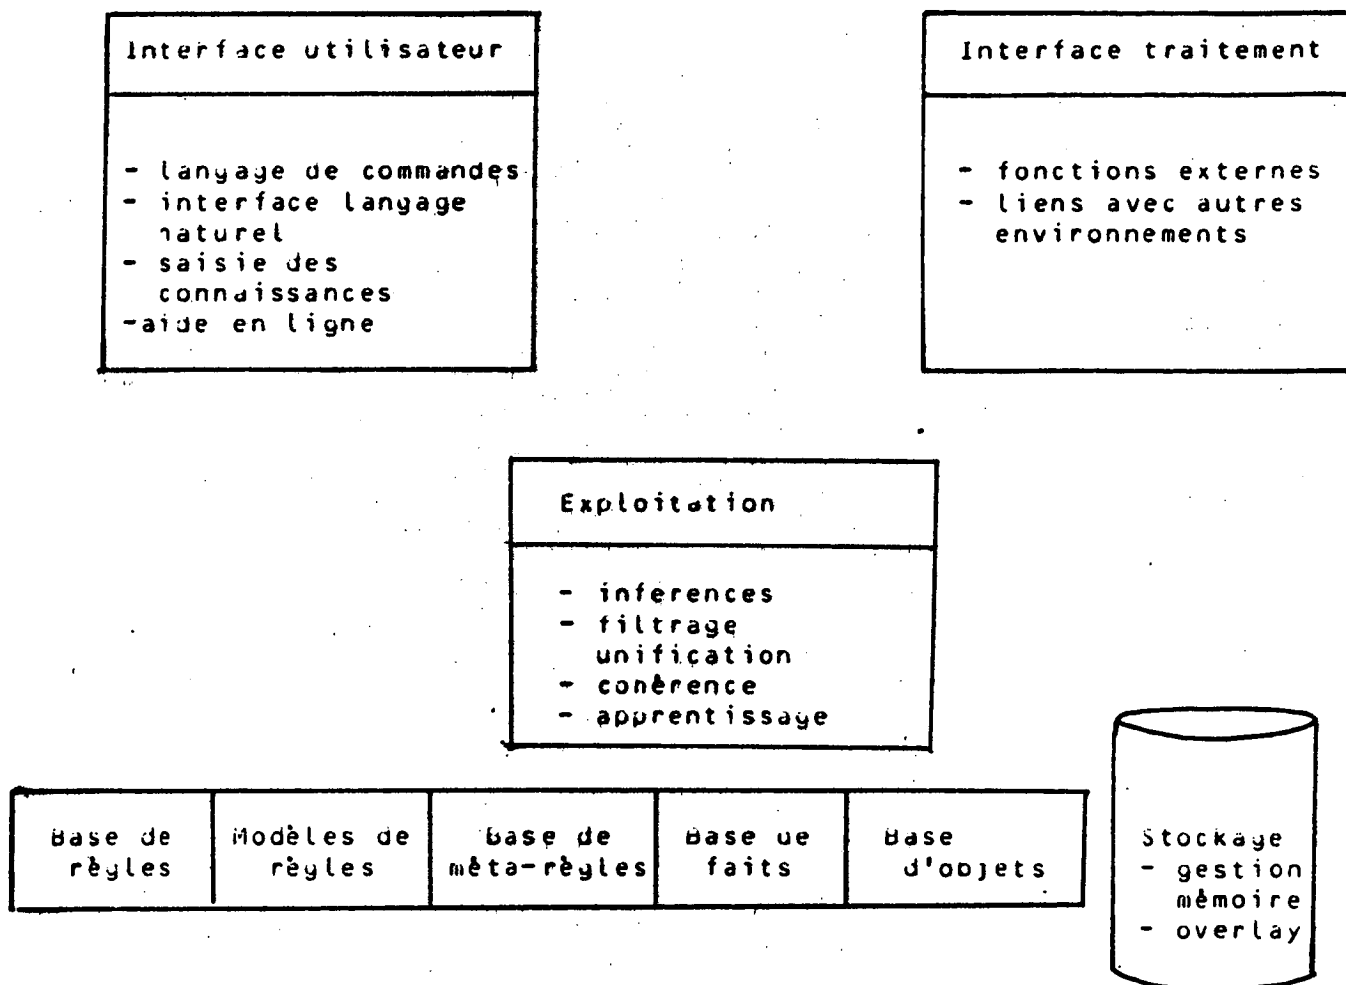 Interface utilisateur
- langage de commandes
- interface langage
naturel
- saisie des
connaissances
-aide en ligne
Interface traitement
- fonctions externes
- liens avec autres
environnements
Exploitation
- inferences
- filtrage
unification
- cohérence
- apprentissage
Base de
règles
Modèles de
règles
Base de
méta-règles
Base de
faits
Base
d'objets
Stockage
- gestion
mémoire
- overlay